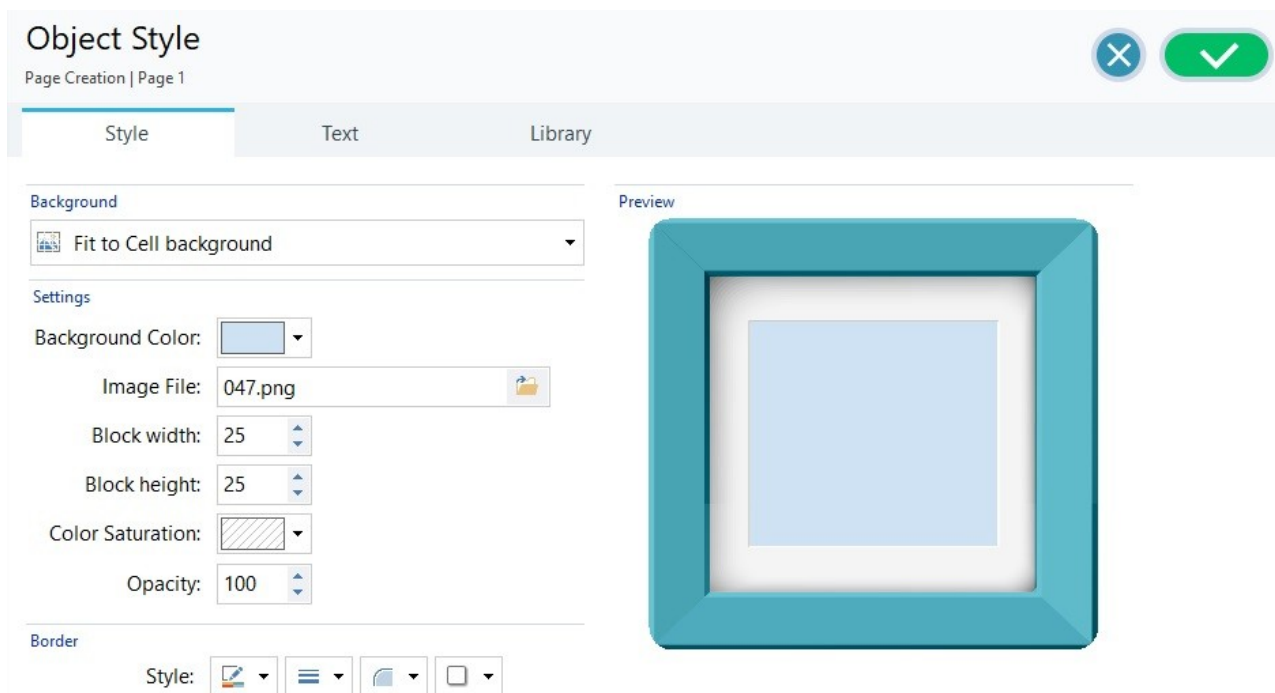 Object Style
Page Creation | Page 1
Style
Text
Library
Background
Fit to Cell background
Settings
Background Color:
Image File: 047.png
Block width: 25
Block height: 25
Color Saturation:
Opacity: 100
Border
Style:
Preview